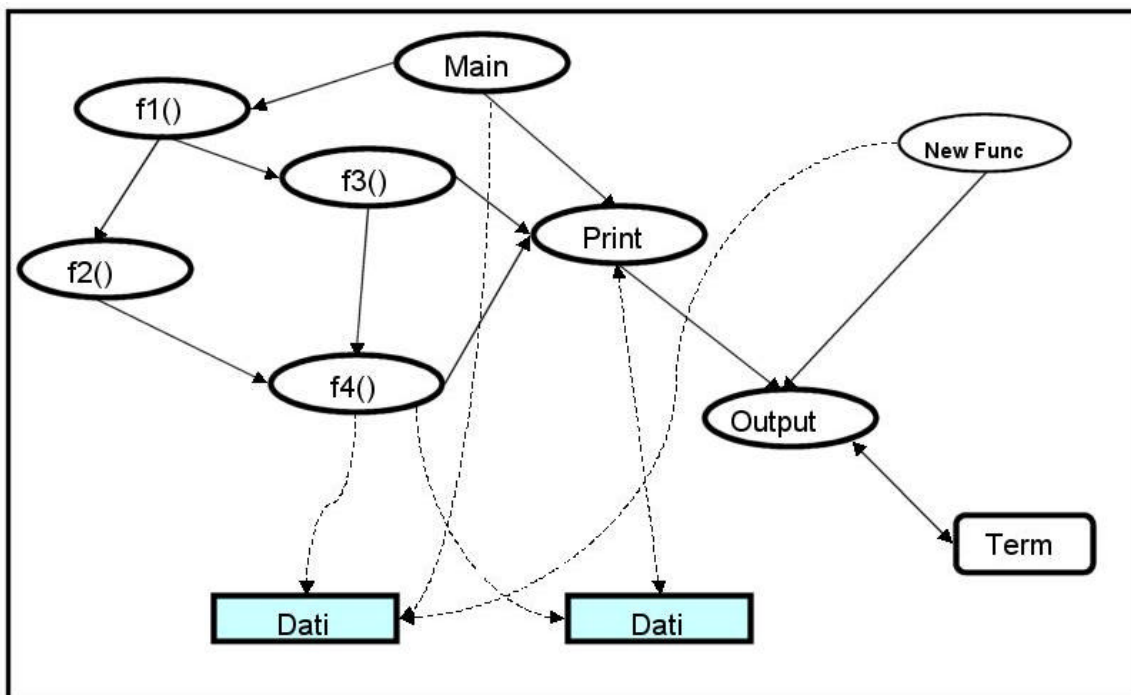 Main
f1()
New Func
f3()
Print
f2()
f4()
Output
Term
Dati
Dati